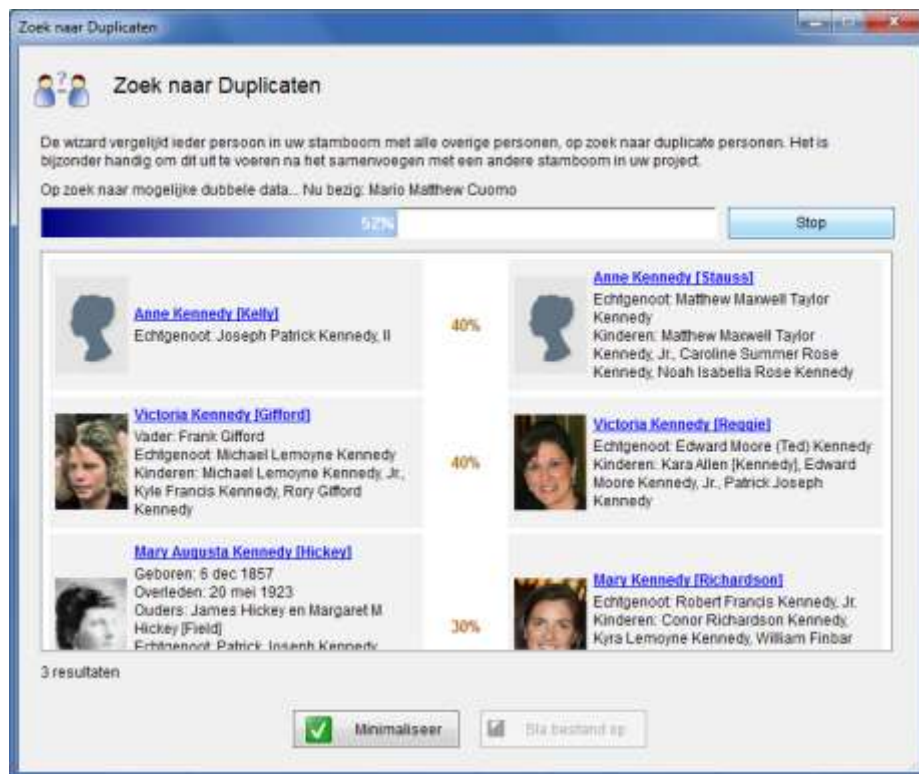 Zoek naar Duplicaten
Zoek naar Duplicaten
De wizard vergelijkt ieder persoon in uw stamboom met alle overige personen, op zoek naar duplicate personen. Het is
bijzonder handig om dit uit te voeren na het samenvoegen met een andere stamboom in uw project.
Op zoek naar mogelijke dubbele data... Nu bezig: Mario Matthew Cuomo
52%
Stop
Anne Kennedy [Kelly]
Echtgenoot: Joseph Patrick Kennedy, II
40%
Anne Kennedy [Stauss]
Echtgenoot: Matthew Maxwell Taylor
Kennedy
Kinderen: Matthew Maxwell Taylor
Kennedy, Jr., Caroline Summer Rose
Kennedy, Noah Isabella Rose Kennedy
Victoria Kennedy [Gifford]
Vader: Frank Gifford
Echtgenoot: Michael Lemoyne Kennedy
Kinderen: Michael Lemoyne Kennedy, Jr.,
Kyle Francis Kennedy, Rory Gifford
Kennedy
40%
Victoria Kennedy [Reggie]
Echtgenoot: Edward Moore (Ted) Kennedy
Kinderen: Kara Allen [Kennedy], Edward
Moore Kennedy, Jr., Patrick Joseph
Kennedy
Mary Augusta Kennedy [Hickey]
Geboren: 6 dec 1857
Overleden: 20 mei 1923
Ouders: James Hickey en Margaret M
Hickey [Field]
Echtgenoot: Patrick Joseph Kennedy
30%
Mary Kennedy [Richardson]
Echtgenoot: Robert Francis Kennedy, Jr.
Kinderen: Conor Richardson Kennedy,
Kyra Lemoyne Kennedy, William Finbar
3 resultaten
Minimaliseer
Sla bestand op